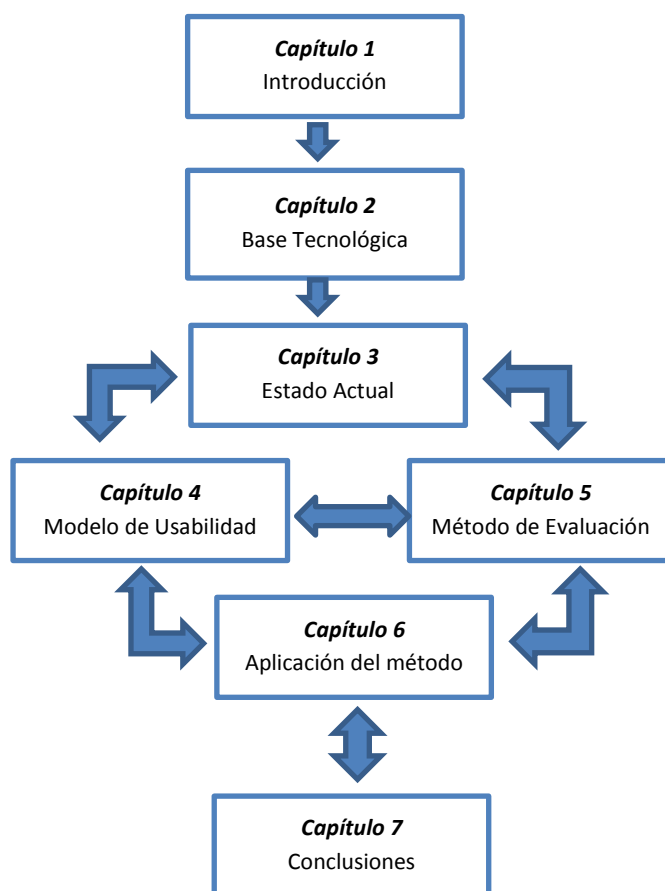 Capítulo 1
Introducción
Capítulo 2
Base Tecnológica
Capítulo 3
Estado Actual
Capítulo 4
Modelo de Usabilidad
Capítulo 5
Método de Evaluación
Capítulo 6
Aplicación del método
Capítulo 7
Conclusiones